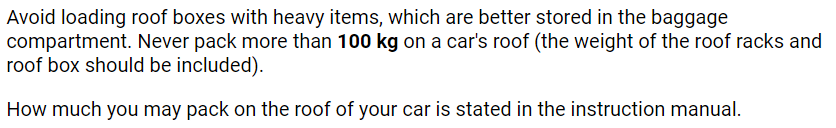 Avoid loading roof boxes with heavy items, which are better stored in the baggage
compartment. Never pack more than 100 kg on a car's roof (the weight of the roof racks and
roof box should be included).
How much you may pack on the roof of your car is stated in the instruction manual.